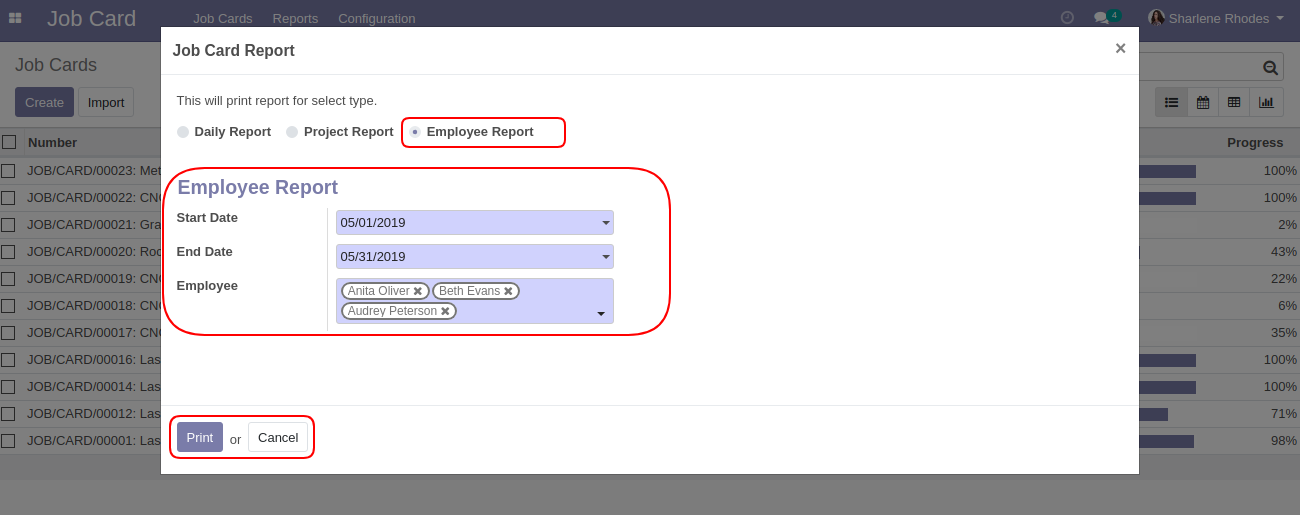 Job Card Job Cards Reports Configuration 4 Sharlene Rhodes
Job Card Report ×
Job Cards
Create Import
This will print report for select type.
Daily Report Project Report Employee Report
Number Progress
JOB/CARD/00023: Met 100%
JOB/CARD/00022: CNC 100%
JOB/CARD/00021: Gra 2%
JOB/CARD/00020: Roo 43%
JOB/CARD/00019: CNC 22%
JOB/CARD/00018: CNC 6%
JOB/CARD/00017: CNC 35%
JOB/CARD/00016: Las 100%
JOB/CARD/00014: Las 100%
JOB/CARD/00012: Las 71%
JOB/CARD/00001: Las 98%
Employee Report
Start Date 05/01/2019
End Date 05/31/2019
Employee Anita Oliver Beth Evans
Audrey Peterson
Print or Cancel